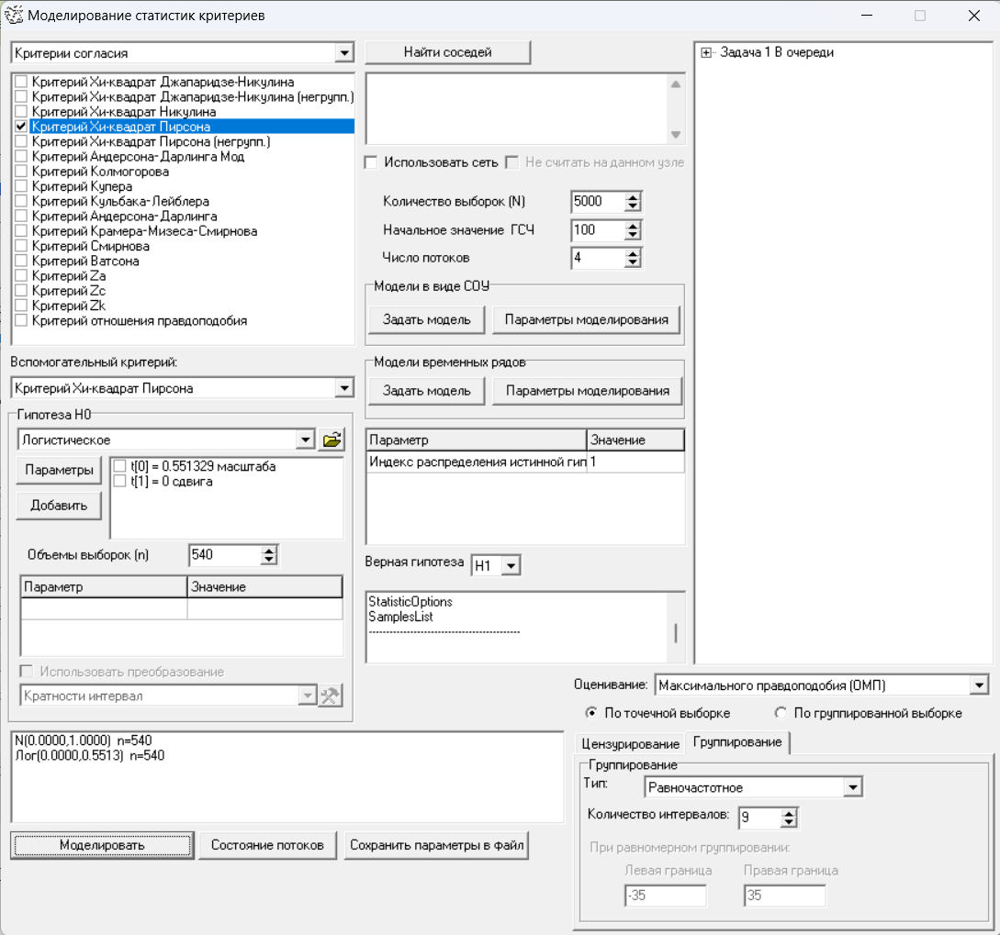 Моделирование статистик критериев
Критерии согласия
Критерий Хи-квадрат Джапаридзе-Никулина
Критерий Хи-квадрат Джапаридзе-Никулина (негрупп.)
Критерий Хи-квадрат Никулина
Критерий Хи-квадрат Пирсона
Критерий Хи-квадрат Пирсона (негрупп.)
Критерий Андерсона-Дарлинга Мод
Критерий Колмогорова
Критерий Купера
Критерий Кульбака-Лейблера
Критерий Андерсона-Дарлинга
Критерий Крамера-Мизеса-Смирнова
Критерий Смирнова
Критерий Ватсона
Критерий Za
Критерий Zc
Критерий Zk
Критерий отношения правдоподобия
Вспомогательный критерий:
Критерий Хи-квадрат Пирсона
Гипотеза H0
Логистическое
Параметры
Добавить
t[0] = 0.551329 масштаба
t[1] = 0 сдвига
Объемы выборок (n) 540
Параметр Значение
Использовать преобразование
Кратности интервал
N(0.0000,1.0000) n=540
Лог(0.0000,0.5513) n=540
Моделировать Состояние потоков Сохранить параметры в файл
Найти соседей
Использовать сеть Не считать на данном узле
Количество выборок (N) 5000
Начальное значение ГСЧ 100
Число потоков 4
Модели в виде СОУ
Задать модель Параметры моделирования
Модели временных рядов
Задать модель Параметры моделирования
Параметр Значение
Индекс распределения истинной гип 1
Верная гипотеза H1
StatisticOptions
SamplesList
-------------------------------------------
Задача 1 В очереди
Оценивание: Максимального правдоподобия (ОМП)
По точечной выборке По группированной выборке
Цензурирование Группирование
Группирование
Тип: Равночастотное
Количество интервалов: 9
При равномерном группировании:
Левая граница Правая граница
-35 35